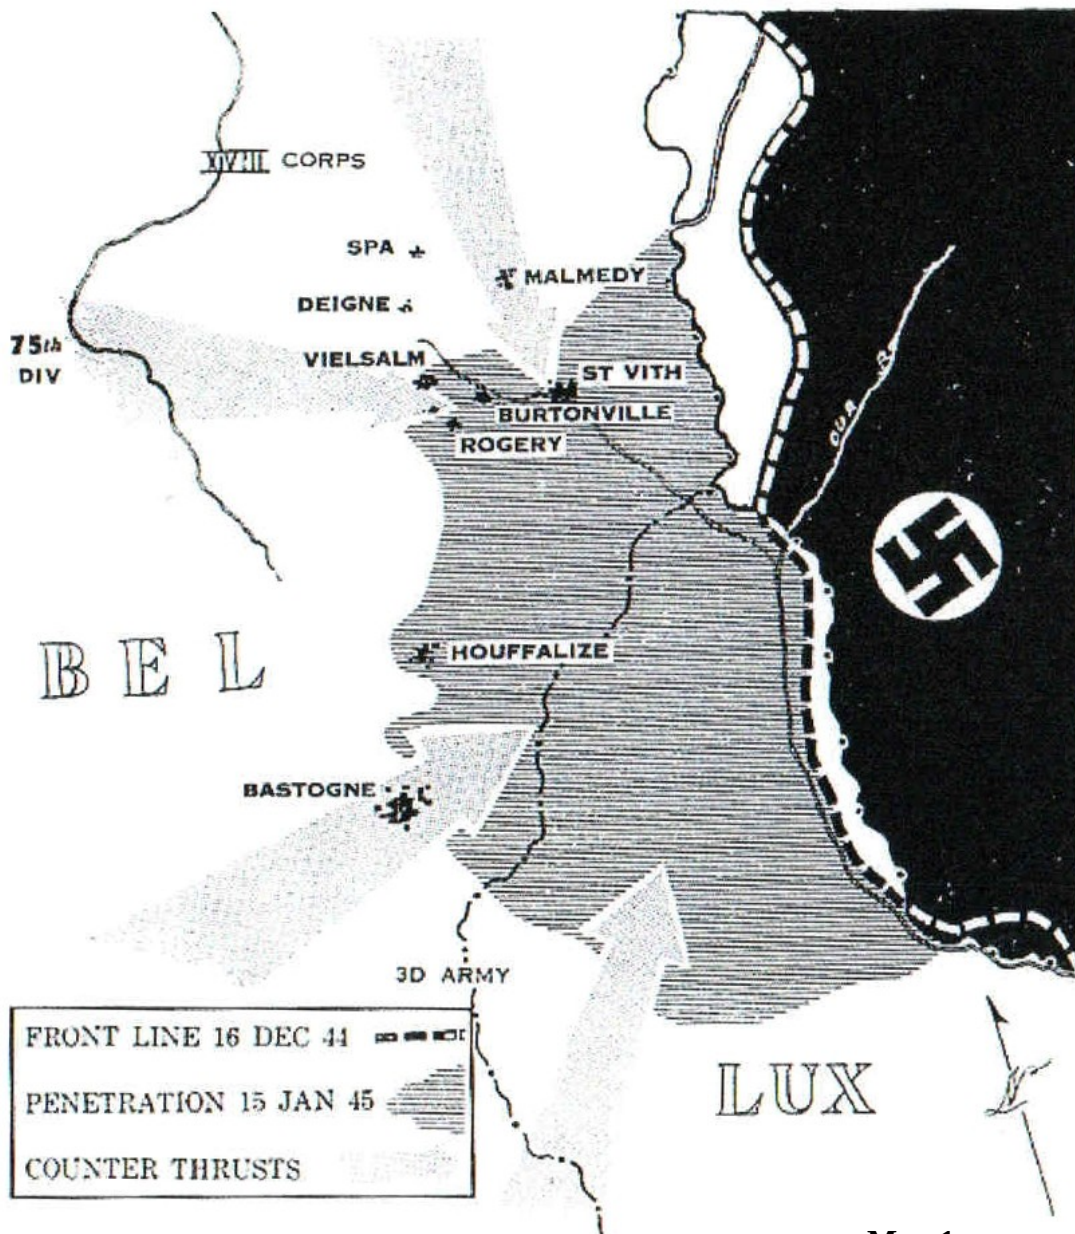 XVIII CORPS
SPA
MALMEDY
DEIGNE
75th
DIV
VIELSALM
ST VITH
BURTONVILLE
ROGERY
OUR R.
BEL
HOUFFALIZE
BASTOGNE
3D ARMY
FRONT LINE 16 DEC 44
PENETRATION 15 JAN 45
COUNTER THRUSTS
LUX